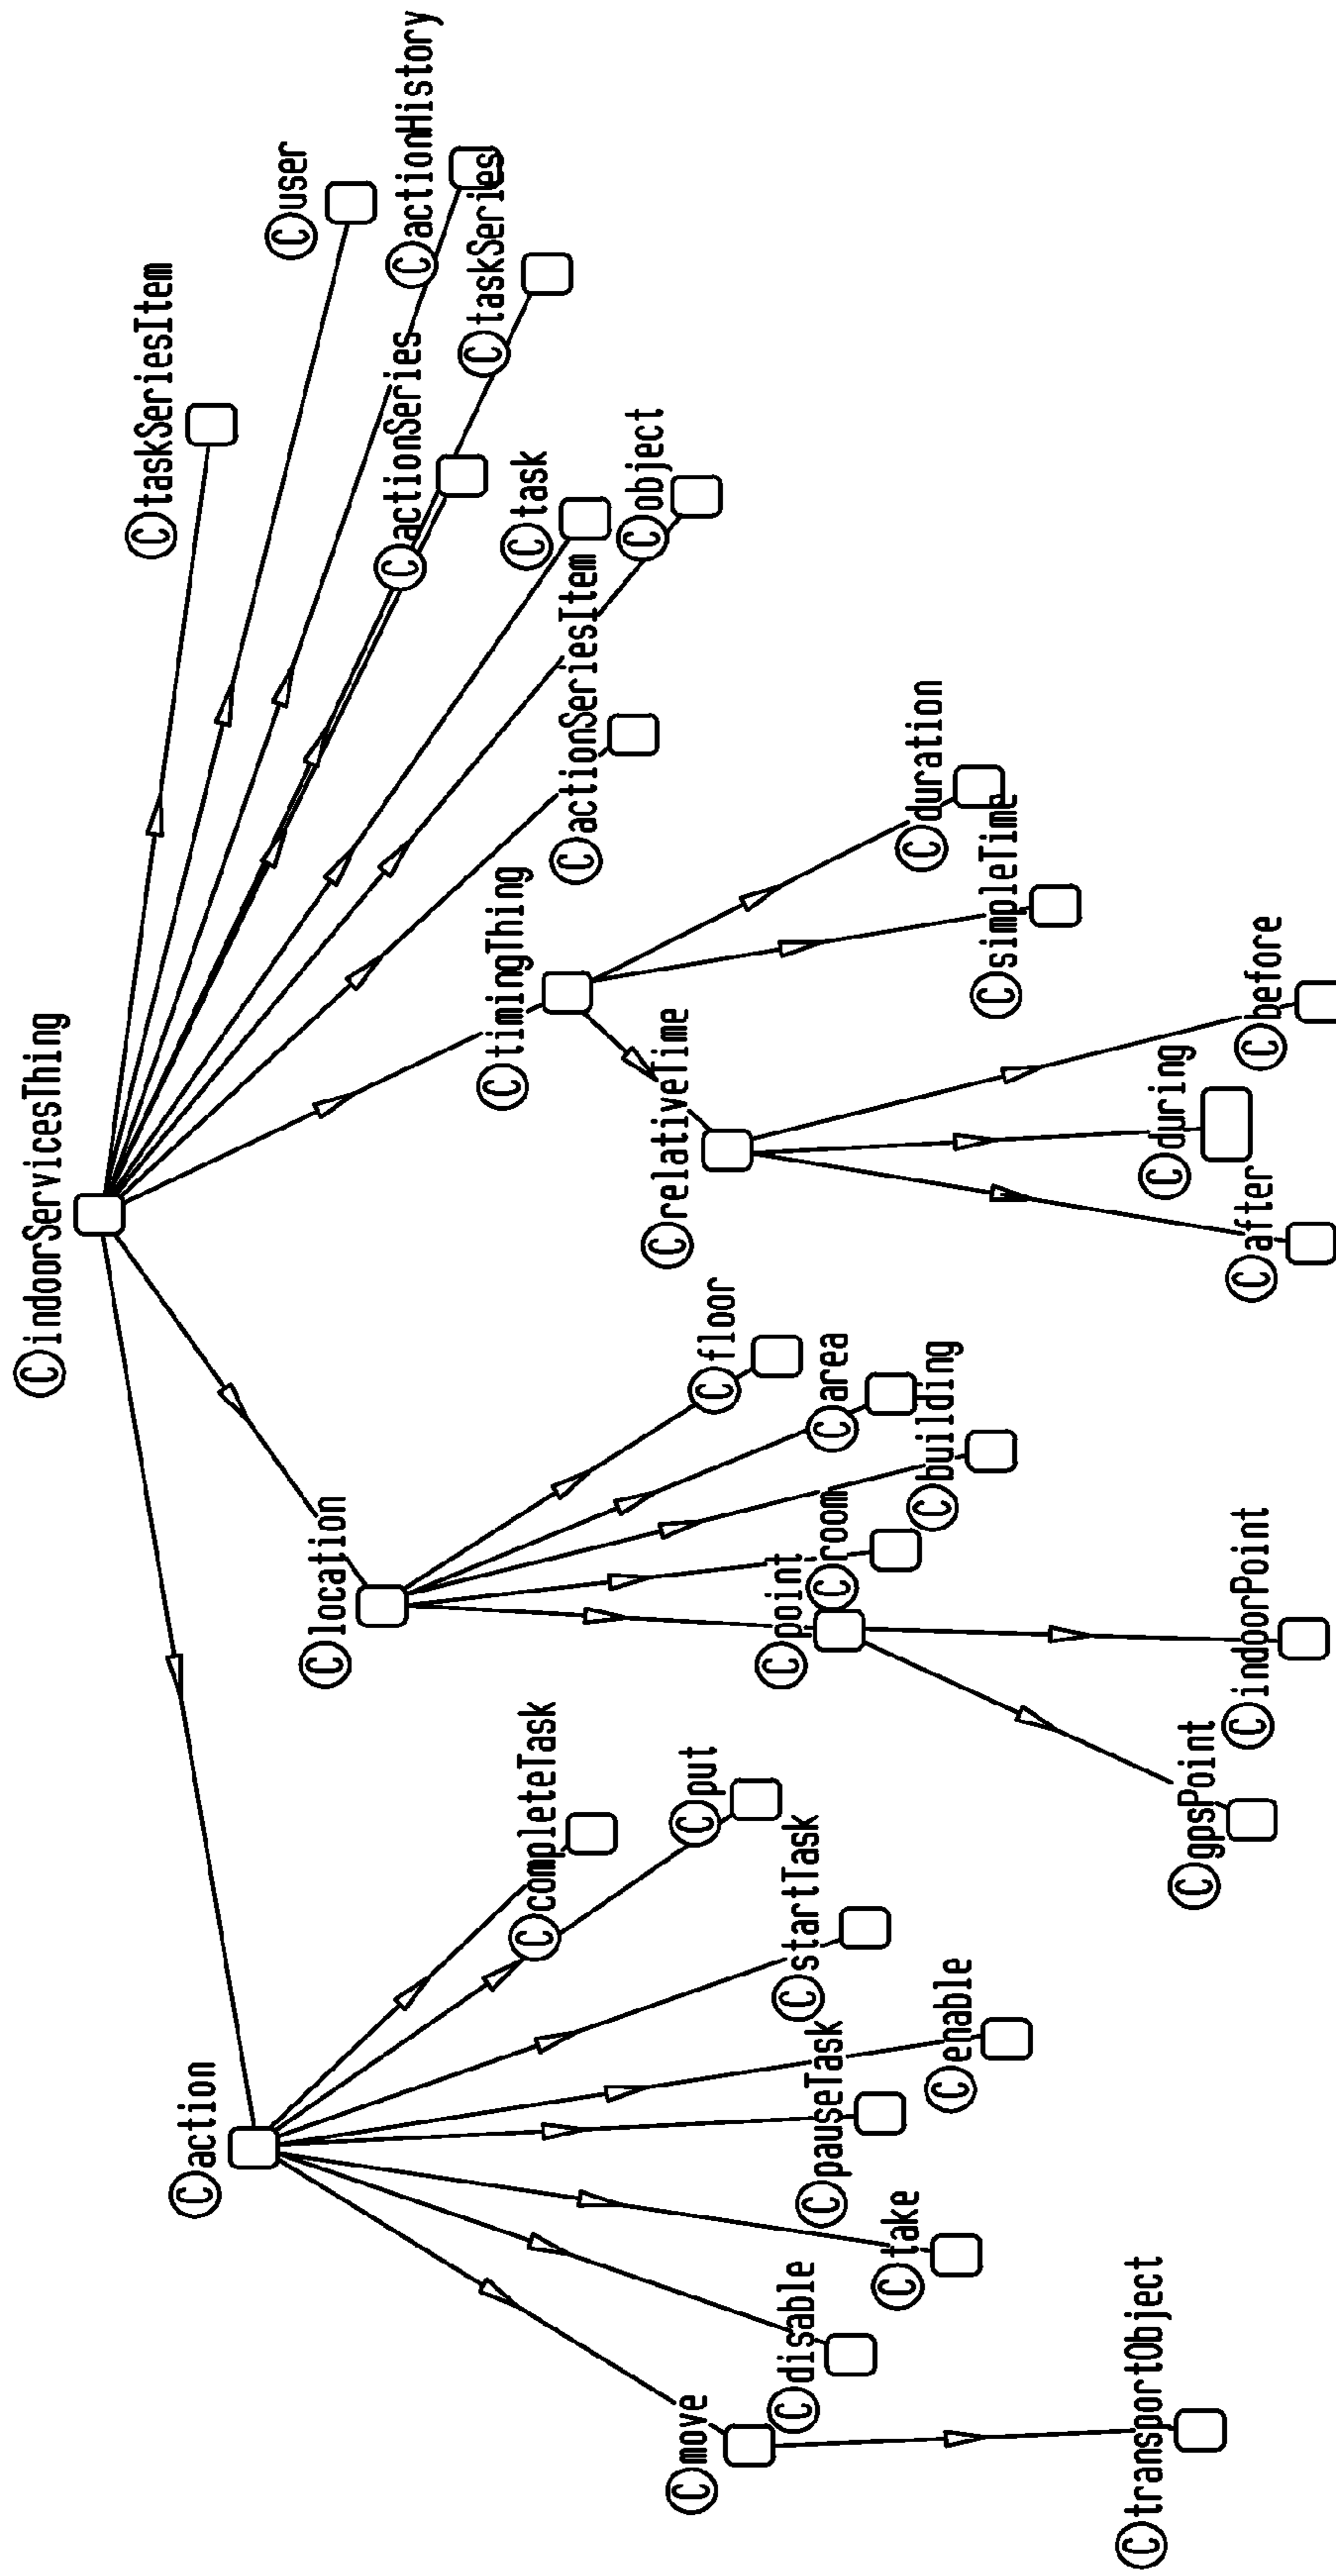 Ⓒ indoorServicesThing
Ⓒ action
Ⓒ location
Ⓒ timingThing
Ⓒ actionSeriesItem
Ⓒ object
Ⓒ task
Ⓒ actionSeries
Ⓒ taskSeries
Ⓒ actionHistory
Ⓒ user
Ⓒ taskSeriesItem
Ⓒ move
Ⓒ disable
Ⓒ take
Ⓒ pauseTask
Ⓒ enable
Ⓒ startTask
Ⓒ put
Ⓒ completeTask
Ⓒ transportObject
Ⓒ point
Ⓒ room
Ⓒ building
Ⓒ area
Ⓒ floor
Ⓒ gpsPoint
Ⓒ indoorPoint
Ⓒ relativeTime
Ⓒ simpleTime
Ⓒ duration
Ⓒ after
Ⓒ during
Ⓒ before